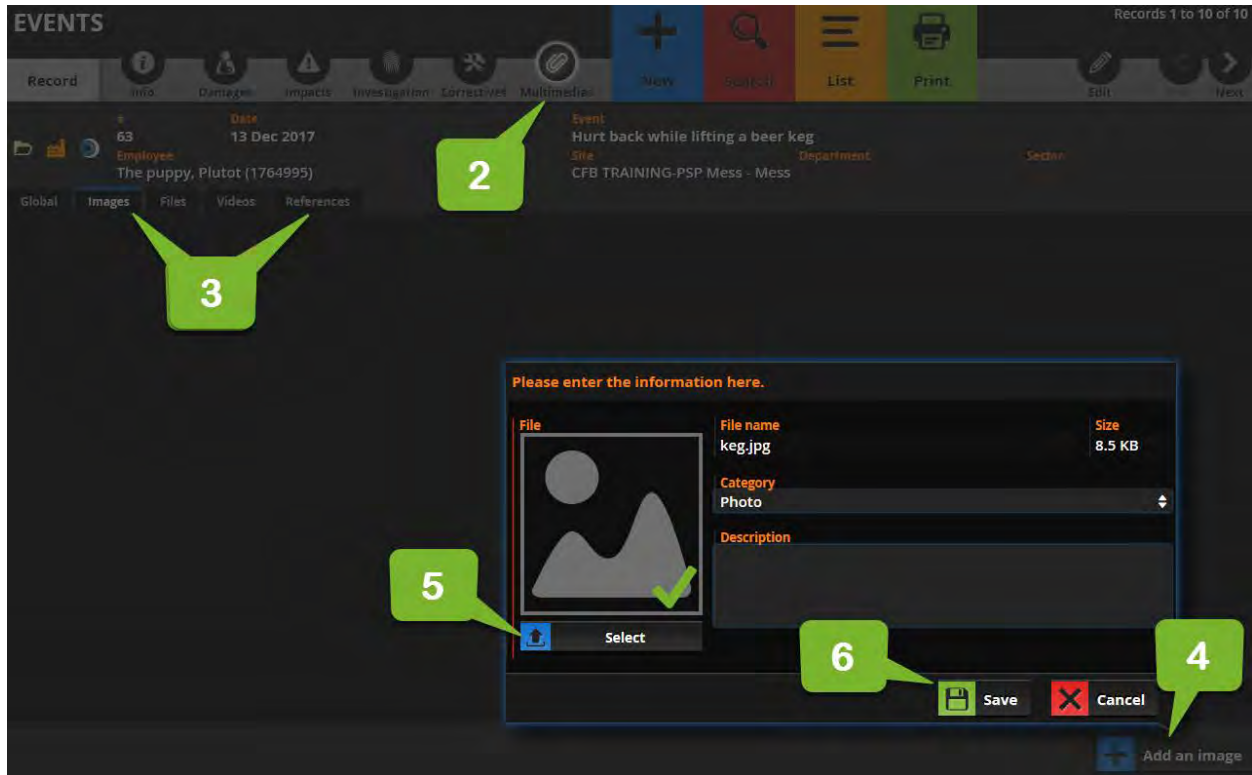 EVENTS
Records 1 to 10 of 10
Record
Info
Damages
Impacts
Investigation
Correctives
Multimedia
New
Search
List
Print
Edit
Next
#
63
Date
13 Dec 2017
Event
Hurt back while lifting a beer keg
Employee
The puppy, Plutot (1764995)
Site
CFB TRAINING-PSP Mess - Mess
Department
Sector
2
Global
Images
Files
Videos
References
3
Please enter the information here.
File
File name
keg.jpg
Size
8.5 KB
Category
Photo
Description
5
Select
6
4
Save
Cancel
Add an image